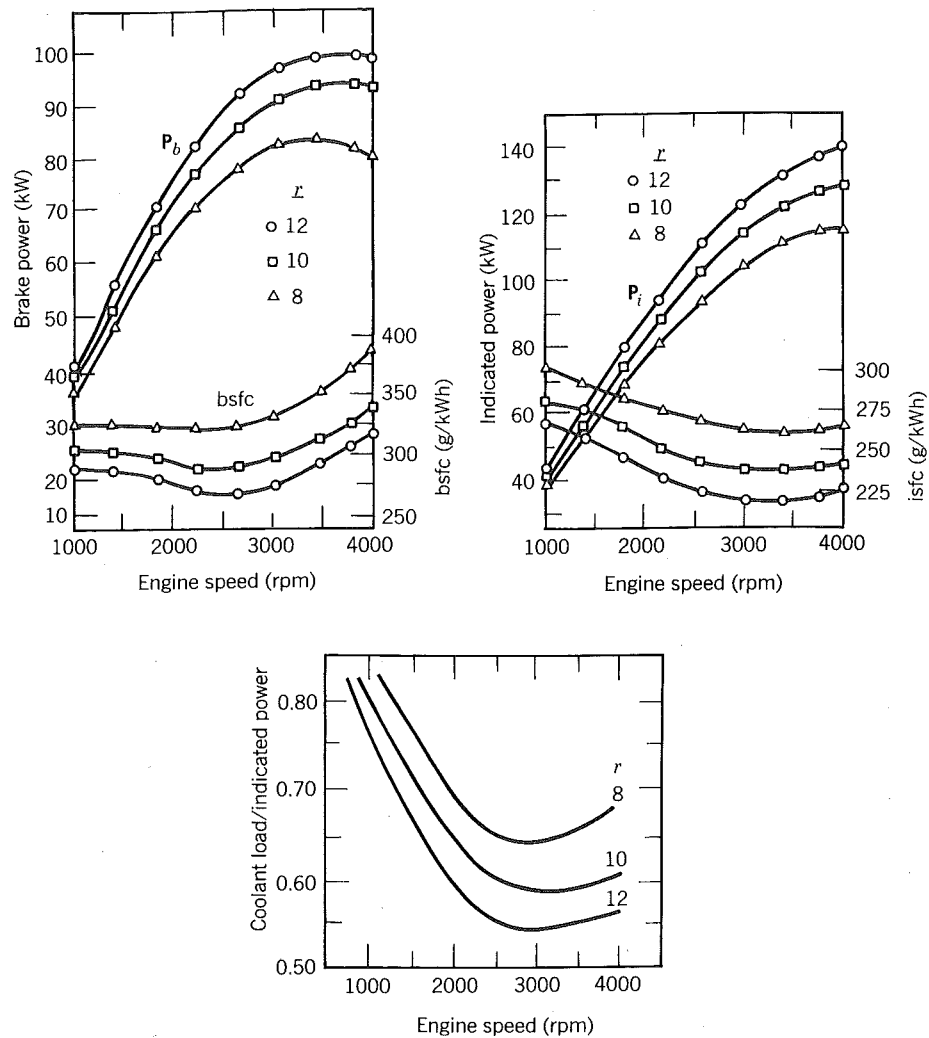 Brake power (kW)
100
90
80
70
60
50
40
30
20
10
P_b
r
12
10
8
bsfc
400
350
300
250
bsfc (g/kWh)
1000 2000 3000 4000
Engine speed (rpm)
Indicated power (kW)
140
120
100
80
60
40
r
12
10
8
P_i
300
275
250
225
isfc (g/kWh)
1000 2000 3000 4000
Engine speed (rpm)
Coolant load/indicated power
0.80
0.70
0.60
0.50
r
8
10
12
1000 2000 3000 4000
Engine speed (rpm)